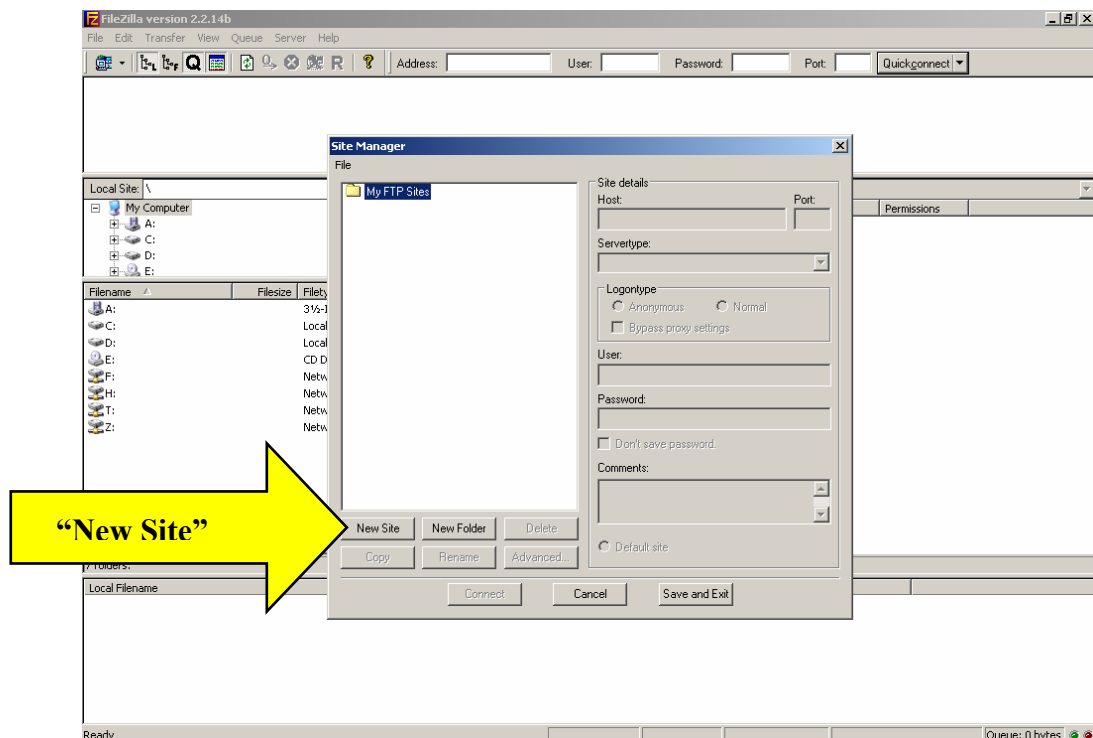 FileZilla version 2.2.14b
File Edit Transfer View Queue Server Help
Address: User: Password: Port: Quickconnect
Site Manager
File
My FTP Sites
Site details
Host: Port:
Servertype:
Logontype
Anonymous Normal
Bypass proxy settings
User:
Password:
Don't save password.
Comments:
Default site
New Site New Folder Delete
Copy Rename Advanced...
Connect Cancel Save and Exit
Local Site: \
My Computer
A:
C:
D:
E:
Permissions
Filename Filesize Filety
A: 3½-
C: Local
D: Local
E: CD D
F: Netw
H: Netw
T: Netw
Z: Netw
“New Site”
7 folders.
Local Filename
Ready Queue: 0 bytes